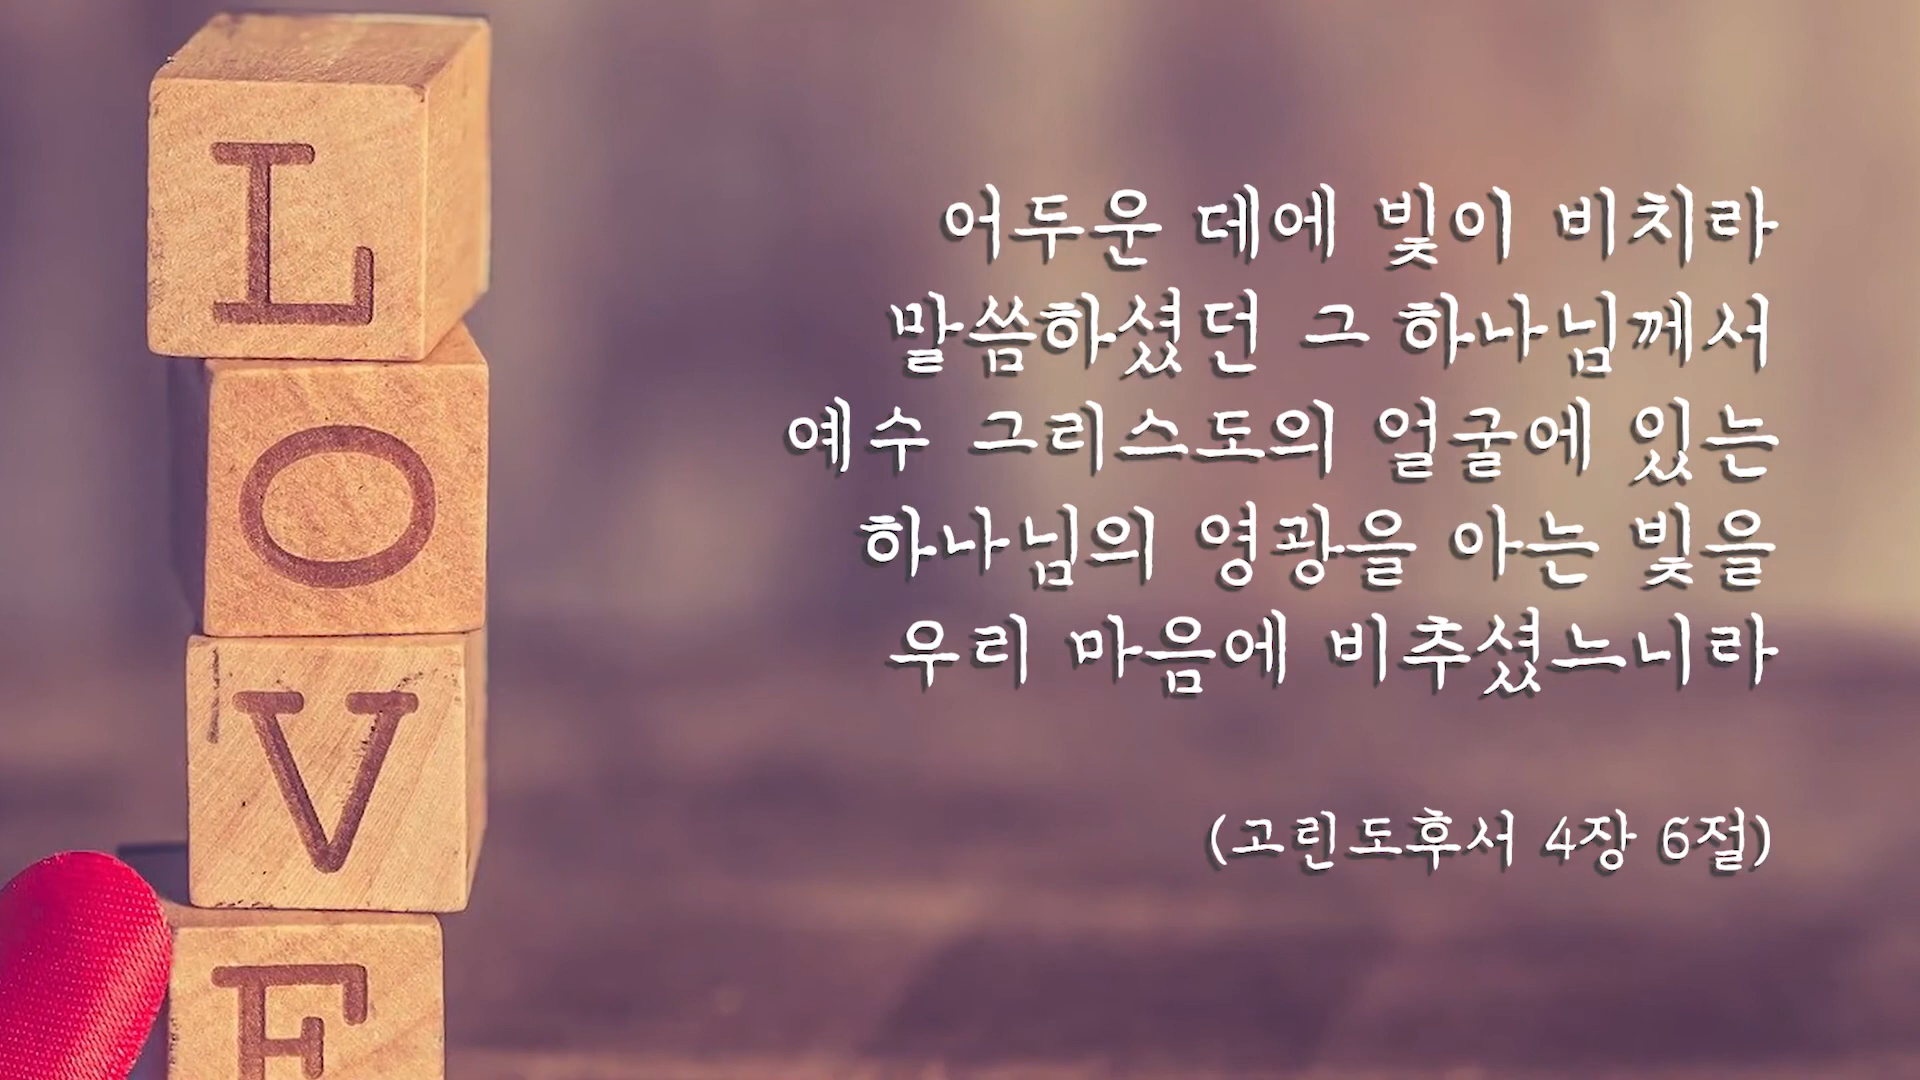 L
O
V
E
어두운 데에 빛이 비치라
말씀하셨던 그 하나님께서
예수 그리스도의 얼굴에 있는
하나님의 영광을 아는 빛을
우리 마음에 비추셨느니라
(고린도후서 4장 6절)